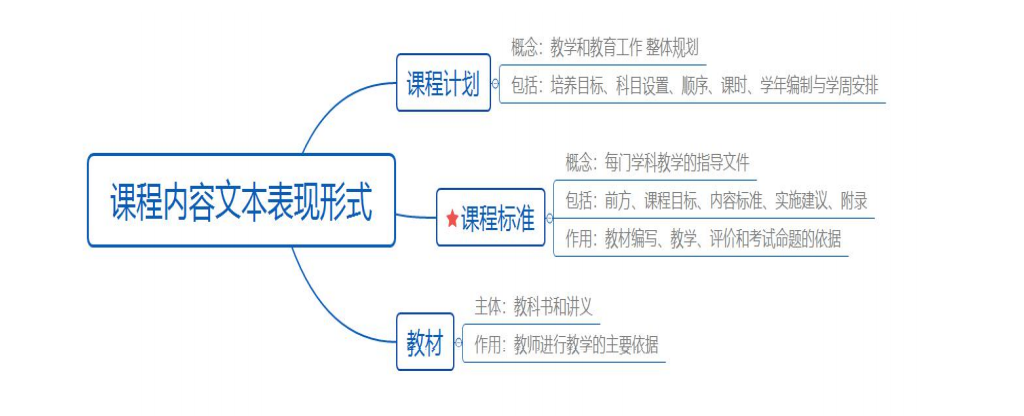 课程内容文本表现形式
课程计划
概念：教学和教育工作 整体规划
包括：培养目标、科目设置、顺序、课时、学年编制与学周安排
课程标准
概念：每门学科教学的指导文件
包括：前方、课程目标、内容标准、实施建议、附录
作用：教材编写、教学、评价和考试命题的依据
教材
主体：教科书和讲义
作用：教师进行教学的主要依据